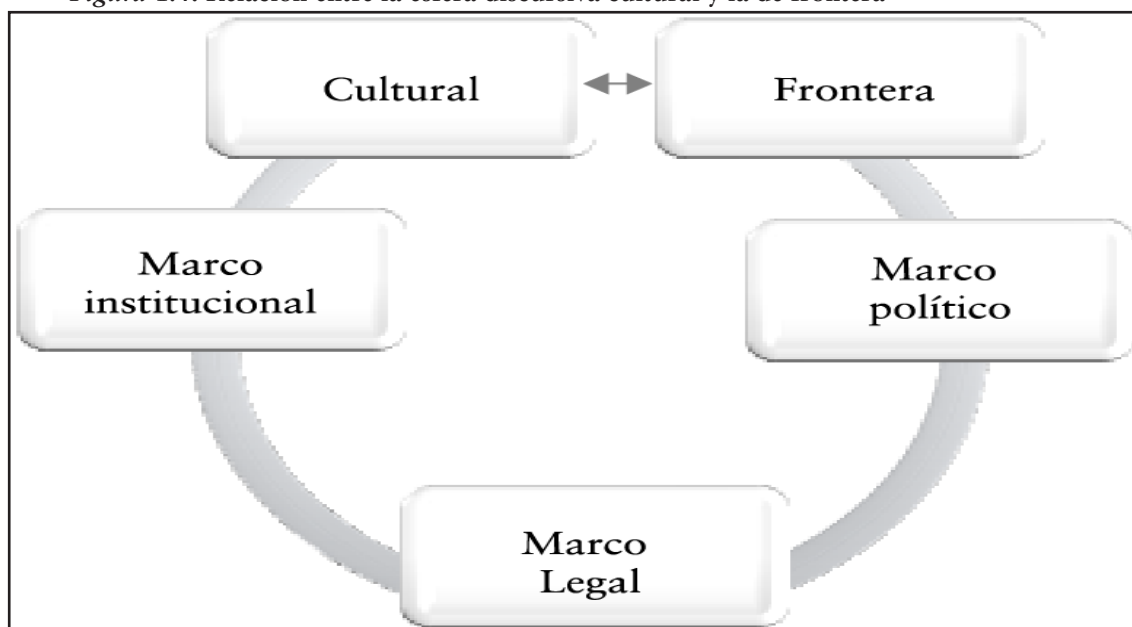 Relación entre la esfera discursiva cultural y la de frontera
Cultural
Frontera
Marco
institucional
Marco
político
Marco
Legal